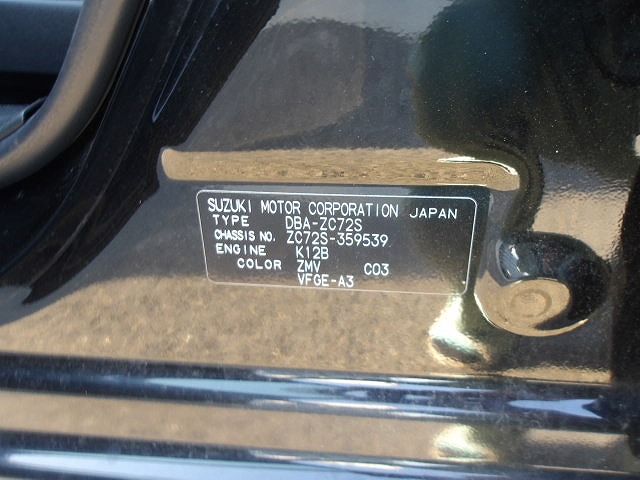 SUZUKI MOTOR CORPORATION JAPAN
TYPE DBA-ZC72S
CHASSIS NO. ZC72S-359539
ENGINE K12B
COLOR ZMV C03
VFGE-A3